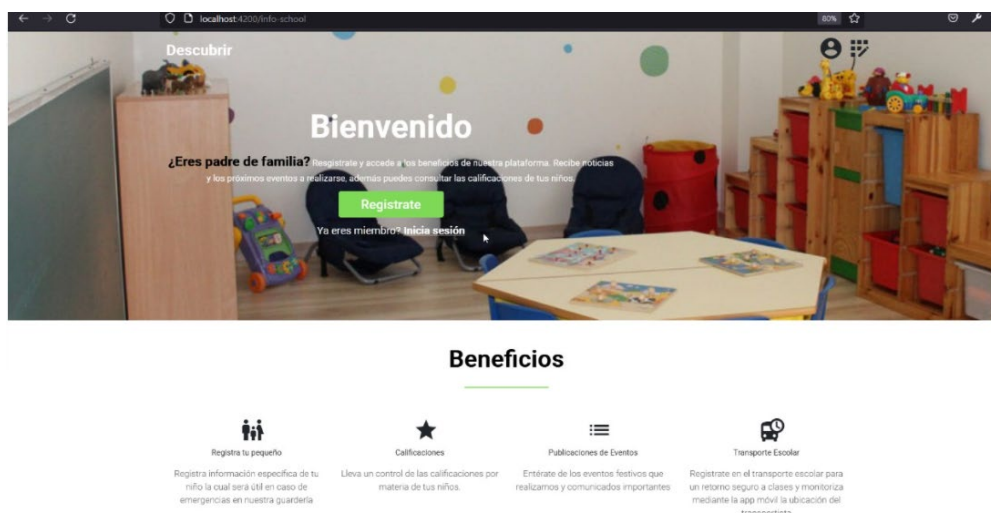 localhost:4200/info-school
80%
Descubrir
Bienvenido
¿Eres padre de familia? Resgistrate y accede a los beneficios de nuestra plataforma. Recibe noticias
y los próximos eventos a realizarse, además puedes consultar las calificaciones de tus niños.
Registrate
Ya eres miembro? Inicia sesión
Beneficios
Registra tu pequeño
Registra información específica de tu
niño la cual será útil en caso de
emergencias en nuestra guardería
Calificaciones
Lleva un control de las calificaciones por
materia de tus niños.
Publicaciones de Eventos
Entérate de los eventos festivos que
realizamos y comunicados importantes
Transporte Escolar
Registrate en el transporte escolar para
un retorno seguro a clases y monitoriza
mediante la app móvil la ubicación del
transportista